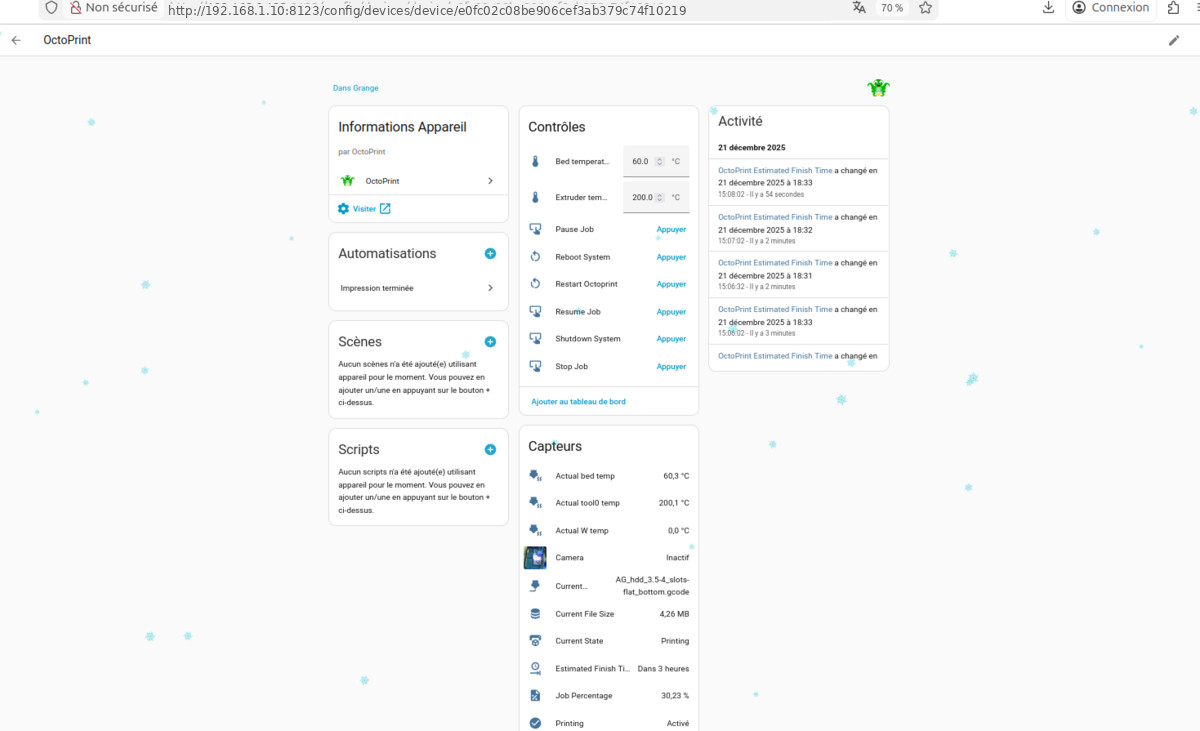 Non sécurisé
http://192.168.1.10:8123/config/devices/device/e0fc02c08be906cef3ab379c74f10219
70 %
Connexion
OctoPrint
Dans Grange
Informations Appareil
par OctoPrint
OctoPrint
Visiter
Automatisations
Impression terminée
Scènes
Aucun scènes n'a été ajouté(e) utilisant
appareil pour le moment. Vous pouvez en
ajouter un/une en appuyant sur le bouton +
ci-dessus.
Scripts
Aucun scripts n'a été ajouté(e) utilisant
appareil pour le moment. Vous pouvez en
ajouter un/une en appuyant sur le bouton +
ci-dessus.
Contrôles
Bed temperat... 60.0 °C
Extruder tem... 200.0 °C
Pause Job Appuyer
Reboot System Appuyer
Restart Octoprint Appuyer
Resume Job Appuyer
Shutdown System Appuyer
Stop Job Appuyer
Ajouter au tableau de bord
Capteurs
Actual bed temp 60,3 °C
Actual tool0 temp 200,1 °C
Actual W temp 0,0 °C
Camera Inactif
Current... AG_hdd_3.5-4_slots-
flat_bottom.gcode
Current File Size 4,26 MB
Current State Printing
Estimated Finish Ti... Dans 3 heures
Job Percentage 30,23 %
Printing Activé
Activité
21 décembre 2025
OctoPrint Estimated Finish Time a changé en
21 décembre 2025 à 18:33
15:08:02 - Il y a 54 secondes
OctoPrint Estimated Finish Time a changé en
21 décembre 2025 à 18:32
15:07:02 - Il y a 2 minutes
OctoPrint Estimated Finish Time a changé en
21 décembre 2025 à 18:31
15:06:32 - Il y a 2 minutes
OctoPrint Estimated Finish Time a changé en
21 décembre 2025 à 18:33
15:06:02 - Il y a 3 minutes
OctoPrint Estimated Finish Time a changé en